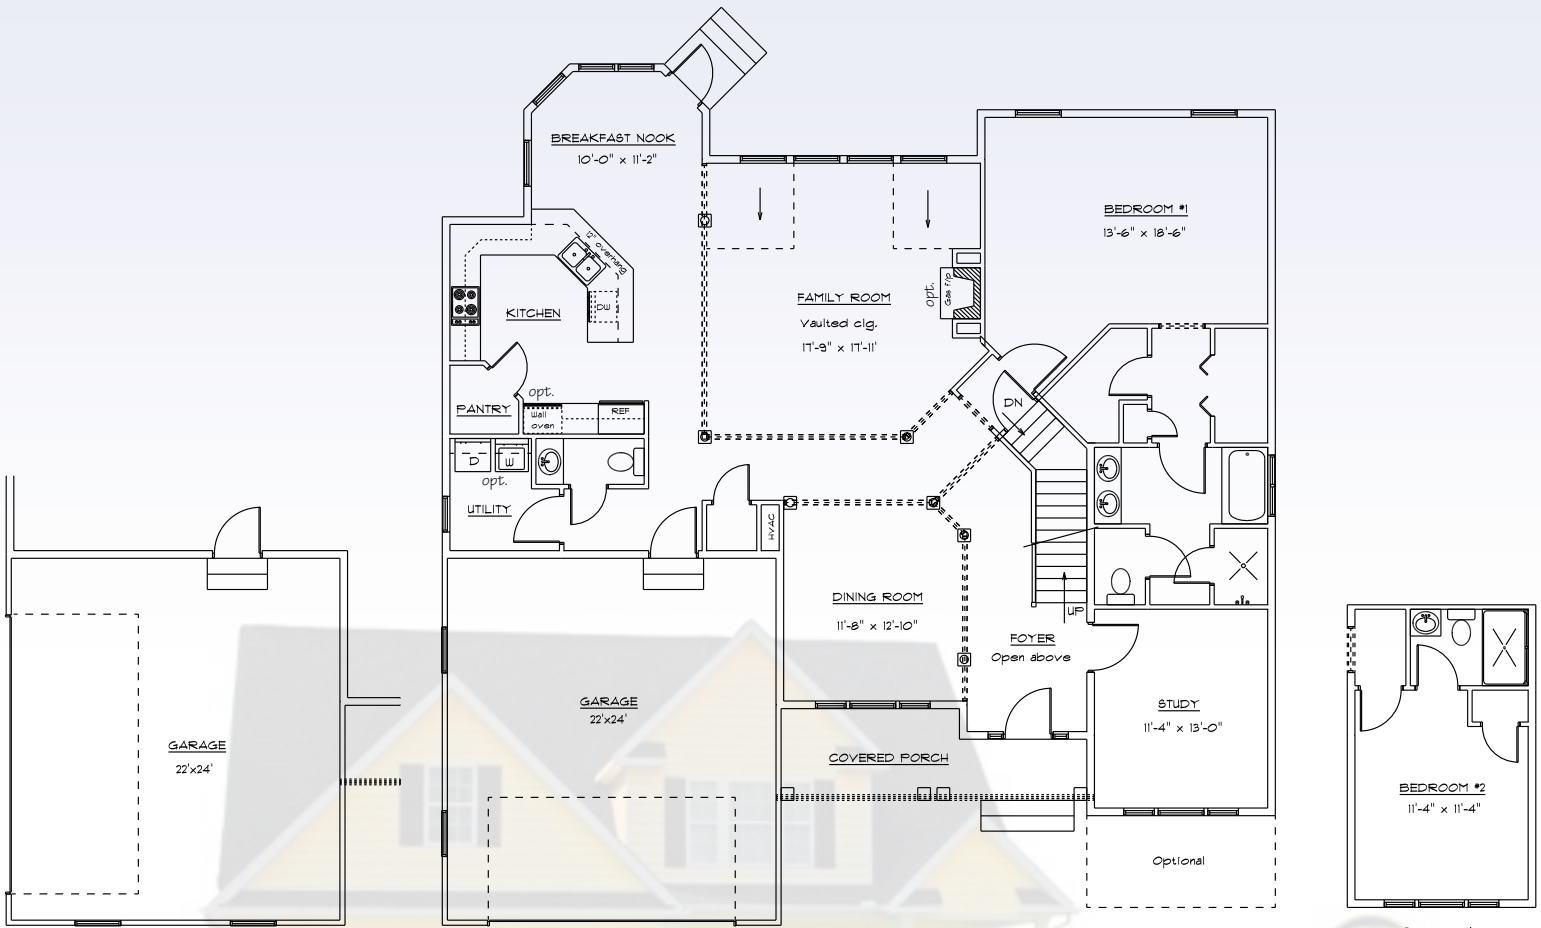 BREAKFAST NOOK
10'-0" x 11'-2"
BEDROOM #1
13'-6" x 18'-6"
12" overhang
KITCHEN
DW
FAMILY ROOM
Vaulted clg.
17'-9" x 17'-11'
opt.
Gas f/p
PANTRY
opt.
Wall
oven
REF
DN
D
W
opt.
UTILITY
HVAC
DINING ROOM
11'-8" x 12'-10"
UP
FOYER
Open above
GARAGE
22'x24'
GARAGE
22'x24'
STUDY
11'-4" x 13'-0"
COVERED PORCH
BEDROOM #2
11'-4" x 11'-4"
Optional